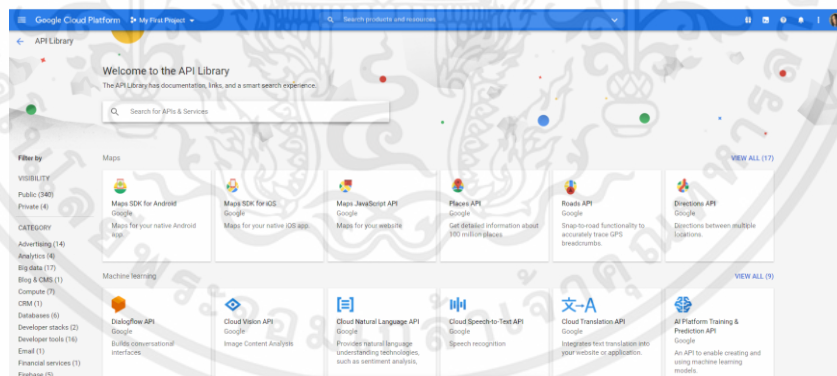 Google Cloud Platform
My First Project
Search products and resources
API Library
Welcome to the API Library
The API Library has documentation, links, and a smart search experience.
Search for APIs & Services
Filter by
VISIBILITY
Public (340)
Private (4)
CATEGORY
Advertising (14)
Analytics (4)
Big data (17)
Blog & CMS (1)
Compute (7)
CRM (1)
Databases (6)
Developer stacks (2)
Developer tools (16)
Email (1)
Financial services (1)
Firebase (5)
Maps
VIEW ALL (17)
Maps SDK for Android
Google
Maps for your native Android
app.
Maps SDK for iOS
Google
Maps for your native iOS app.
Maps JavaScript API
Google
Maps for your website
Places API
Google
Get detailed information about
100 million places
Roads API
Google
Snap-to-road functionality to
accurately trace GPS
breadcrumbs.
Directions API
Google
Directions between multiple
locations.
Machine learning
VIEW ALL (9)
Dialogflow API
Google
Builds conversational
interfaces
Cloud Vision API
Google
Image Content Analysis
Cloud Natural Language API
Google
Provides natural language
understanding technologies,
such as sentiment analysis,
Cloud Speech-to-Text API
Google
Speech recognition
文→A
Cloud Translation API
Google
Integrates text translation into
your website or application.
AI Platform Training &
Prediction API
Google
An API to enable creating and
using machine learning
models.